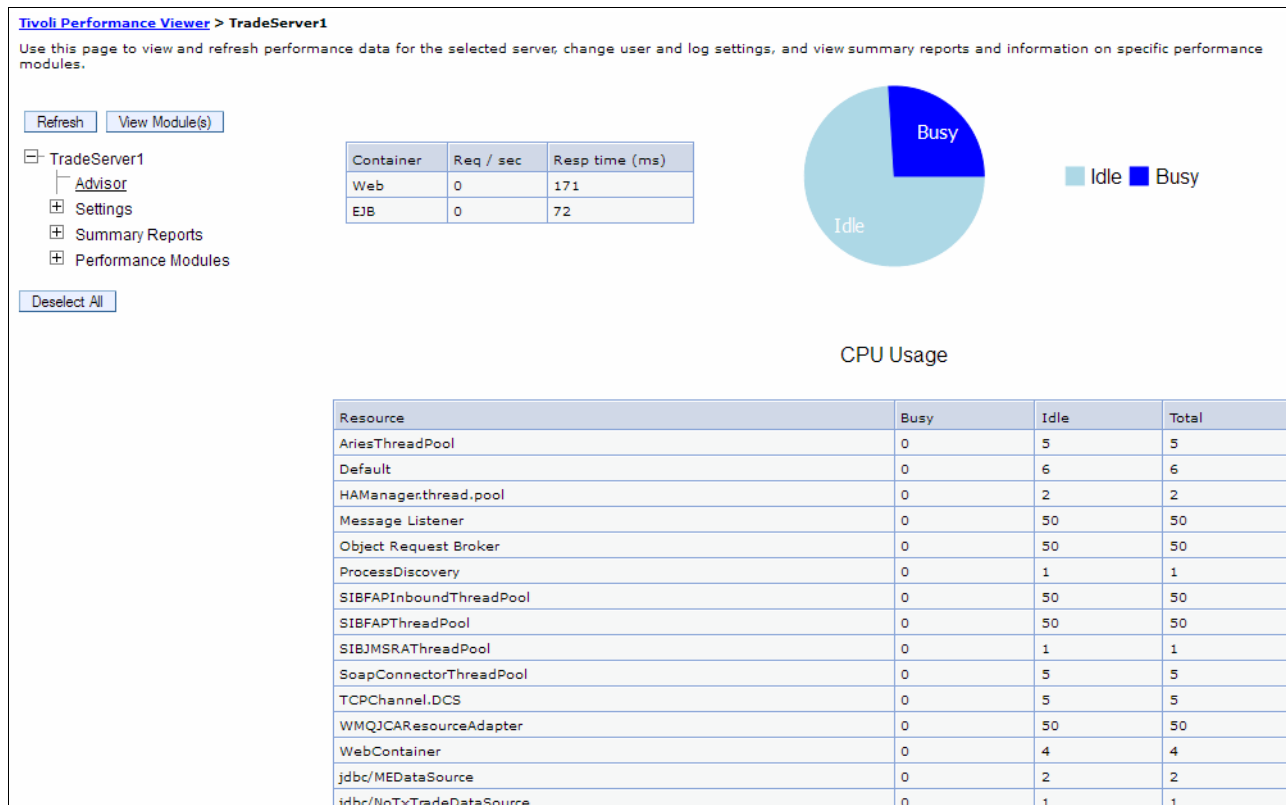 Tivoli Performance Viewer > TradeServer1
Use this page to view and refresh performance data for the selected server, change user and log settings, and view summary reports and information on specific performance
modules.
Refresh View Module(s)
TradeServer1
Advisor
Settings
Summary Reports
Performance Modules
Deselect All
Container Req / sec Resp time (ms)
Web 0 171
EJB 0 72
Busy
Idle
Idle Busy
CPU Usage
Resource Busy Idle Total
AriesThreadPool 0 5 5
Default 0 6 6
HAManager.thread.pool 0 2 2
Message Listener 0 50 50
Object Request Broker 0 50 50
ProcessDiscovery 0 1 1
SIBFAPInboundThreadPool 0 50 50
SIBFAPThreadPool 0 50 50
SIBJMSRAThreadPool 0 1 1
SoapConnectorThreadPool 0 5 5
TCPChannel.DCS 0 5 5
WMQJCAResourceAdapter 0 50 50
WebContainer 0 4 4
jdbc/MEDataSource 0 2 2
jdbc/NoTxTradeDataSource 0 1 1